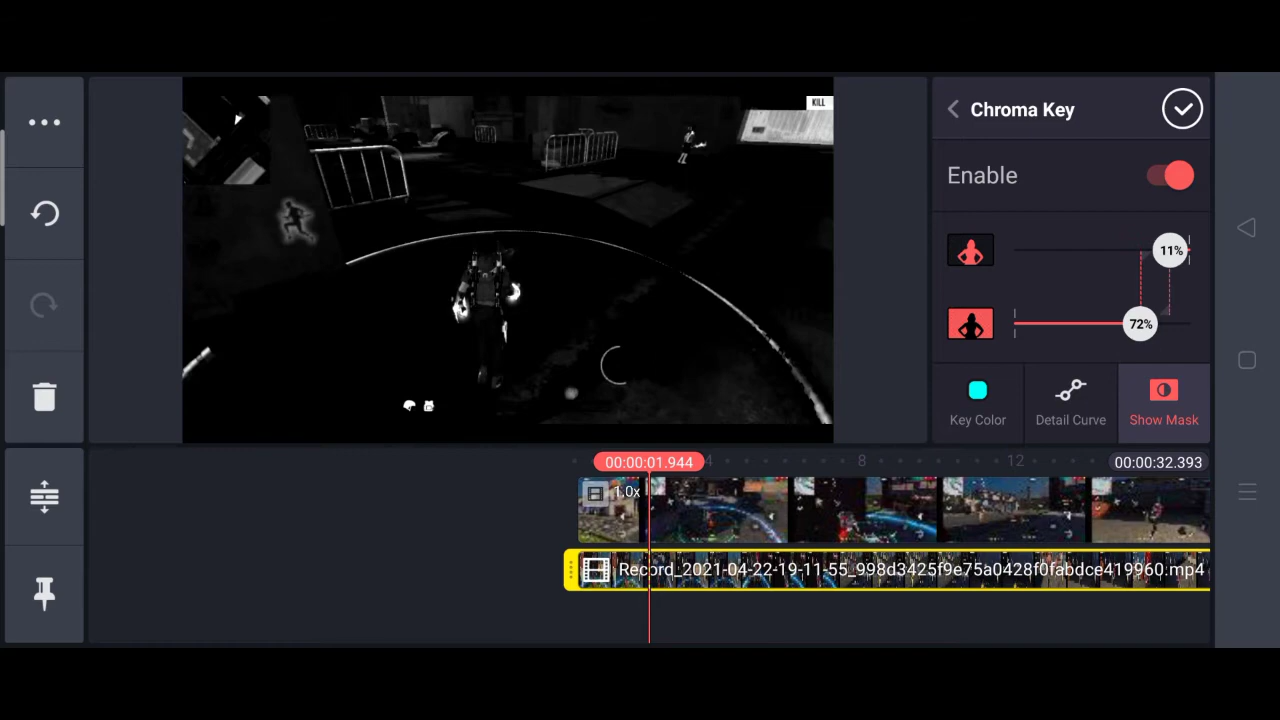 KILL
Chroma Key
Enable
11%
72%
Key Color
Detail Curve
Show Mask
00:00:01.944
4
8
12
00:00:32.393
1.0x
Record_2021-04-22-19-11-55_998d3425f9e75a0428f0fabdce419960.mp4